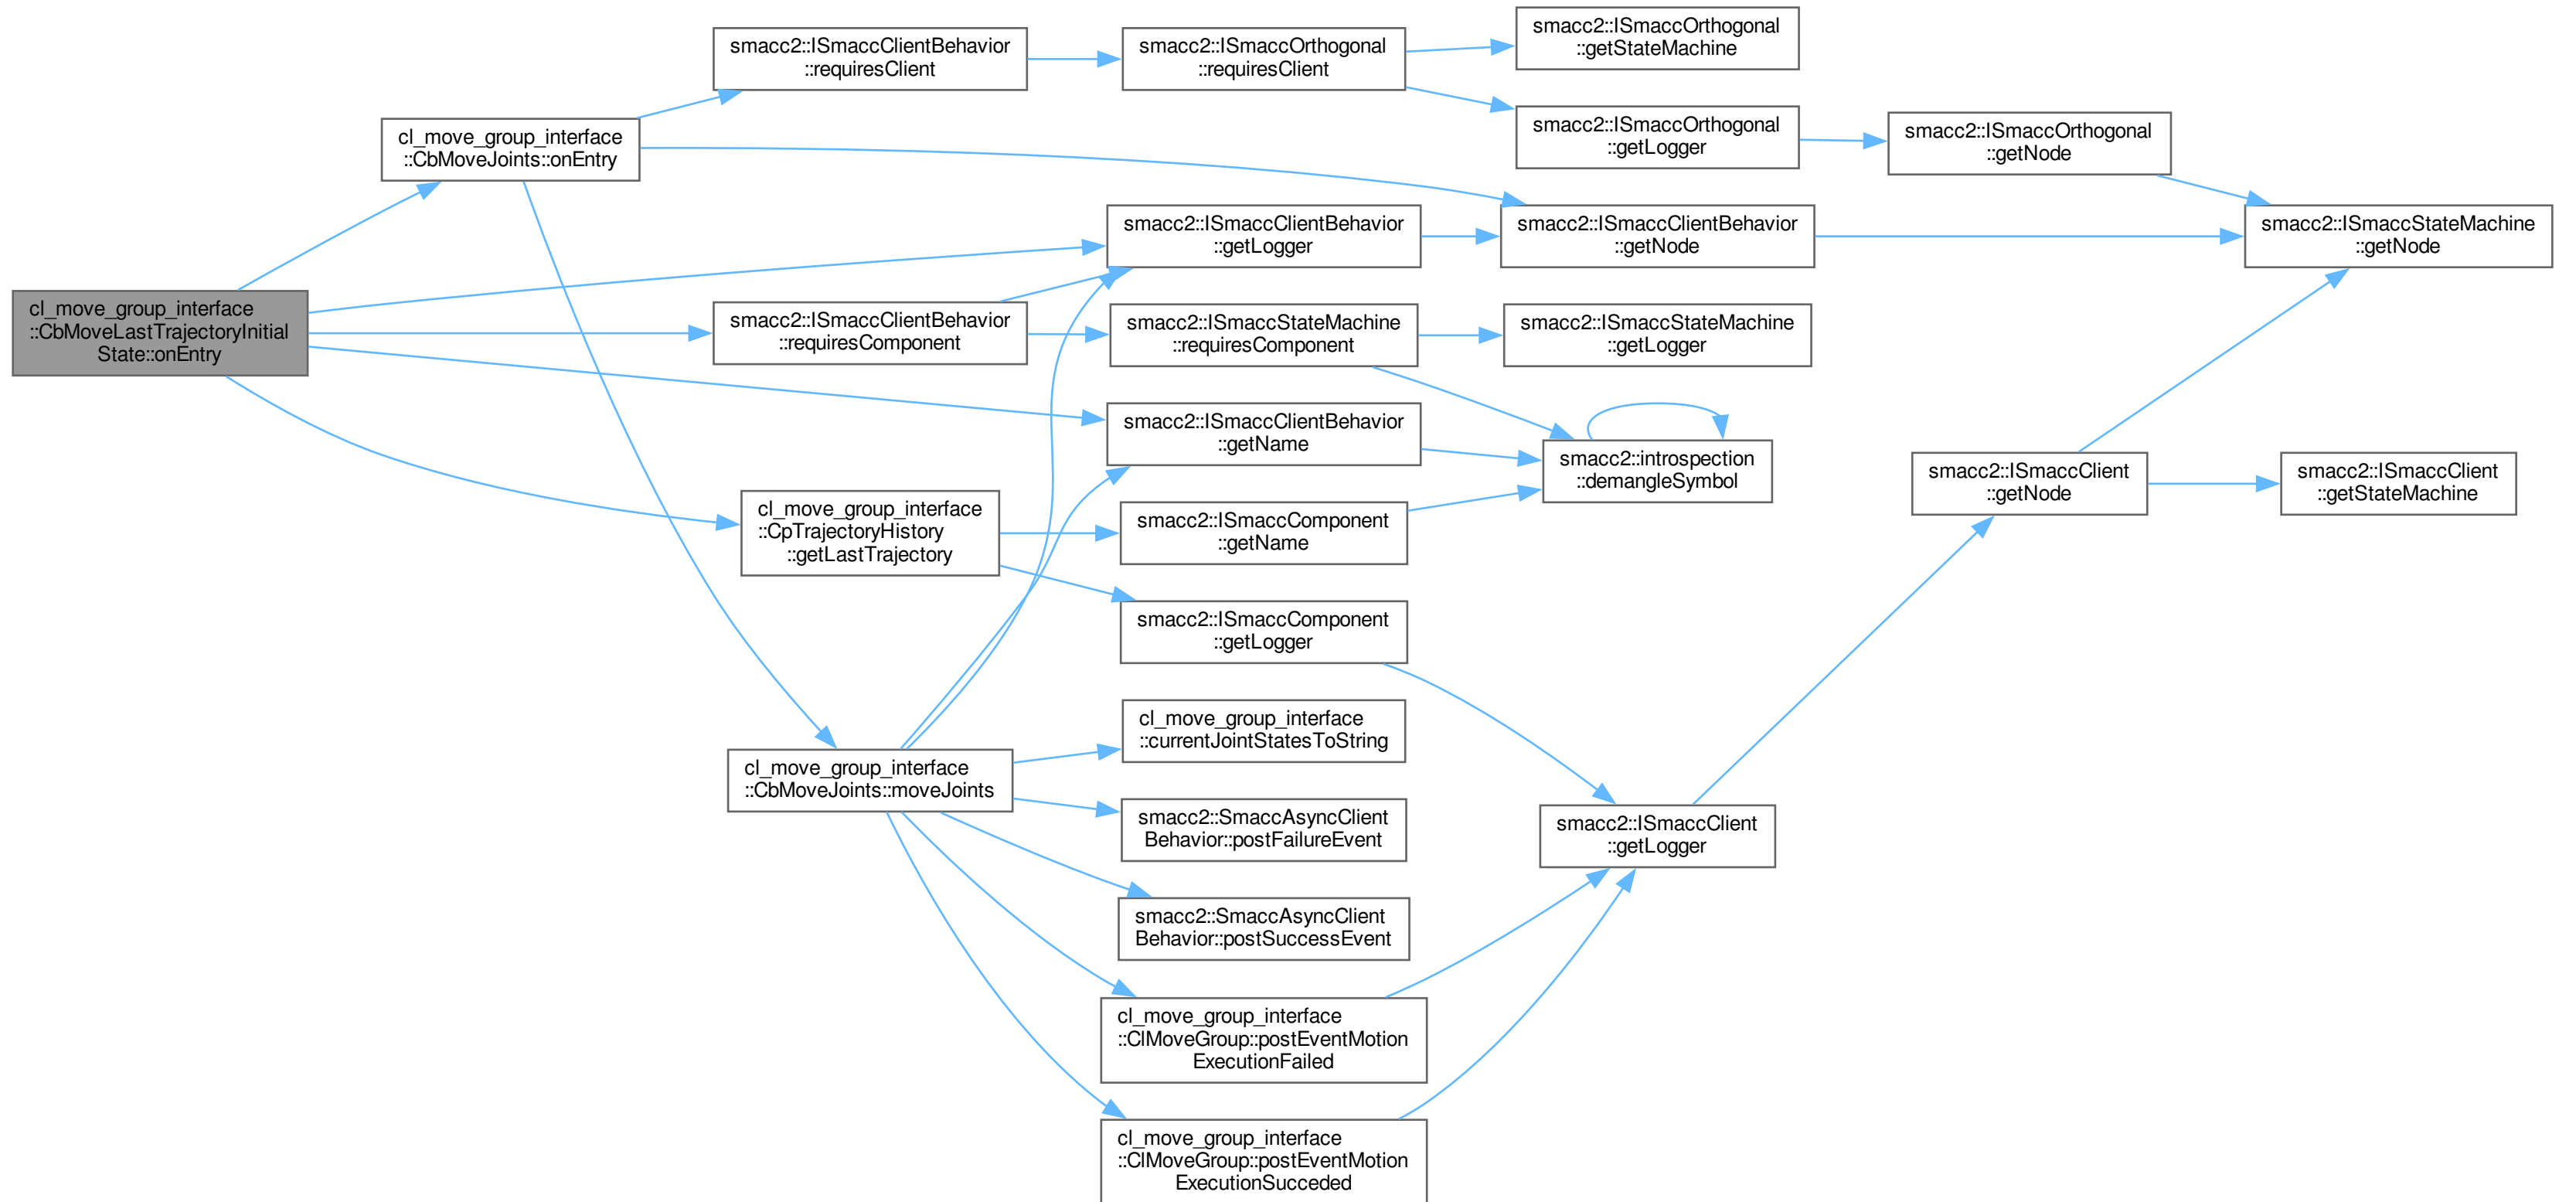 cl_move_group_interface
::CbMoveLastTrajectoryInitial
State::onEntry
cl_move_group_interface
::CbMoveJoints::onEntry
smacc2::ISmaccClientBehavior
::requiresClient
smacc2::ISmaccOrthogonal
::requiresClient
smacc2::ISmaccOrthogonal
::getStateMachine
smacc2::ISmaccOrthogonal
::getLogger
smacc2::ISmaccOrthogonal
::getNode
smacc2::ISmaccStateMachine
::getNode
smacc2::ISmaccClientBehavior
::getLogger
smacc2::ISmaccClientBehavior
::getNode
smacc2::ISmaccClientBehavior
::requiresComponent
smacc2::ISmaccStateMachine
::requiresComponent
smacc2::ISmaccStateMachine
::getLogger
smacc2::ISmaccClientBehavior
::getName
smacc2::introspection
::demangleSymbol
cl_move_group_interface
::CpTrajectoryHistory
::getLastTrajectory
smacc2::ISmaccComponent
::getName
smacc2::ISmaccComponent
::getLogger
smacc2::ISmaccClient
::getNode
smacc2::ISmaccClient
::getStateMachine
cl_move_group_interface
::CbMoveJoints::moveJoints
cl_move_group_interface
::currentJointStatesToString
smacc2::SmaccAsyncClient
Behavior::postFailureEvent
smacc2::ISmaccClient
::getLogger
smacc2::SmaccAsyncClient
Behavior::postSuccessEvent
cl_move_group_interface
::ClMoveGroup::postEventMotion
ExecutionFailed
cl_move_group_interface
::ClMoveGroup::postEventMotion
ExecutionSucceded